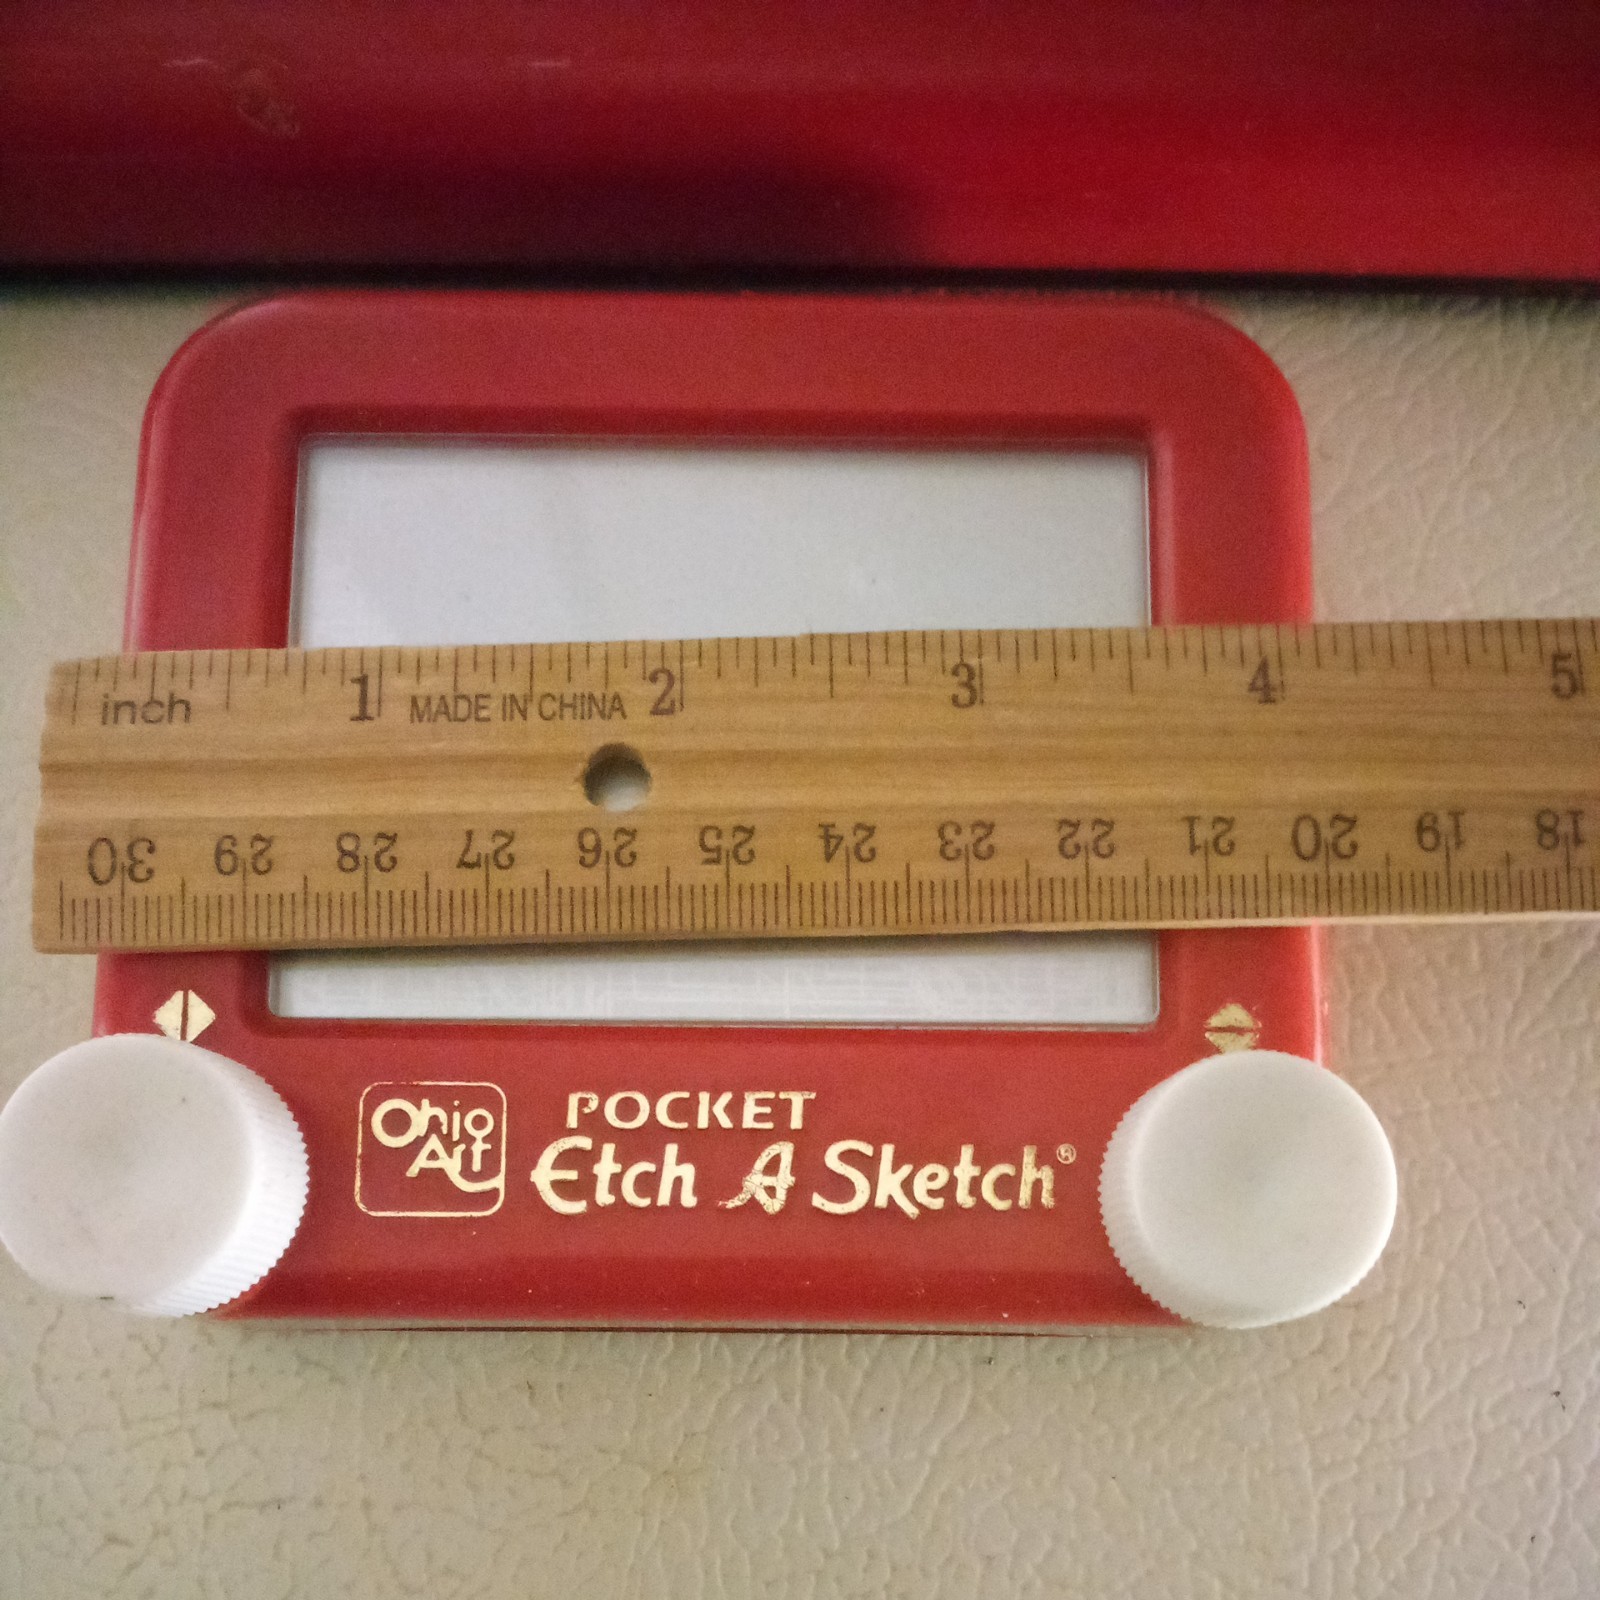 1 2 3 4 5
inch MADE IN CHINA
30 29 28 27 26 25 24 23 22 21 20 19 18
Ohio
Art
POCKET
Etch A Sketch®